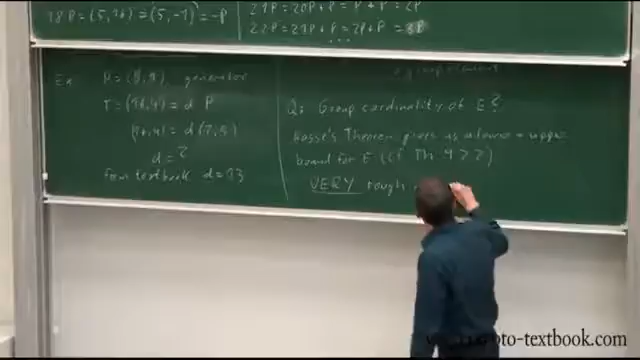 18P = (5,16) = (5,-1) = -P
21P = 20P + P = P + P = 2P
22P = 21P + P = 2P + P = 3P
...
Ex P = (5,1) generator
T = (16,4) = d P
(16,4) = d (5,1)
d = ?
from textbook d = 13
Q: Group cardinality of E?
Hasse's Theorem gives us a lower + upper
bound for E (cf Th 9.2.2)
VERY rough
crypto-textbook.com